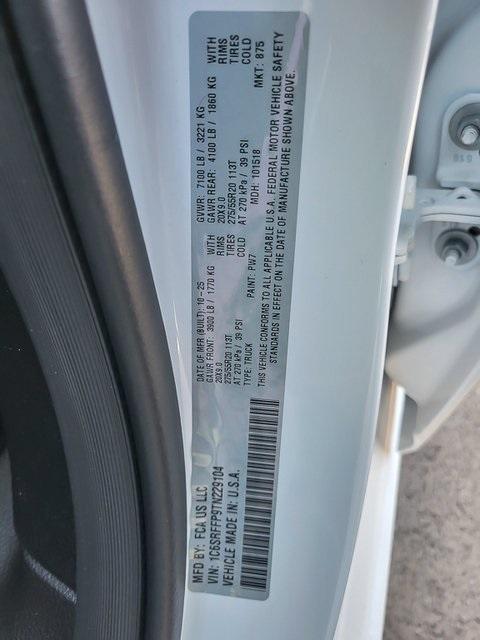 MFD BY: FCA US LLC
DATE OF MFR (BUILT): 10-25
GVWR: 7100 LB / 3221 KG
GAWR FRONT: 3900 LB / 1770 KG WITH
GAWR REAR: 4100 LB / 1860 KG WITH
20X9.0 RIMS
20X9.0 RIMS
275/55R20 113T TIRES
275/55R20 113T TIRES
AT 270 kPa / 39 PSI COLD
AT 270 kPa / 39 PSI COLD
VIN: 1C6SRFFP9TN229104
TYPE: TRUCK
PAINT: PW7
MDH: 101518
MKT: 875
VEHICLE MADE IN: U.S.A.
THIS VEHICLE CONFORMS TO ALL APPLICABLE U.S.A. FEDERAL MOTOR VEHICLE SAFETY
STANDARDS IN EFFECT ON THE DATE OF MANUFACTURE SHOWN ABOVE.